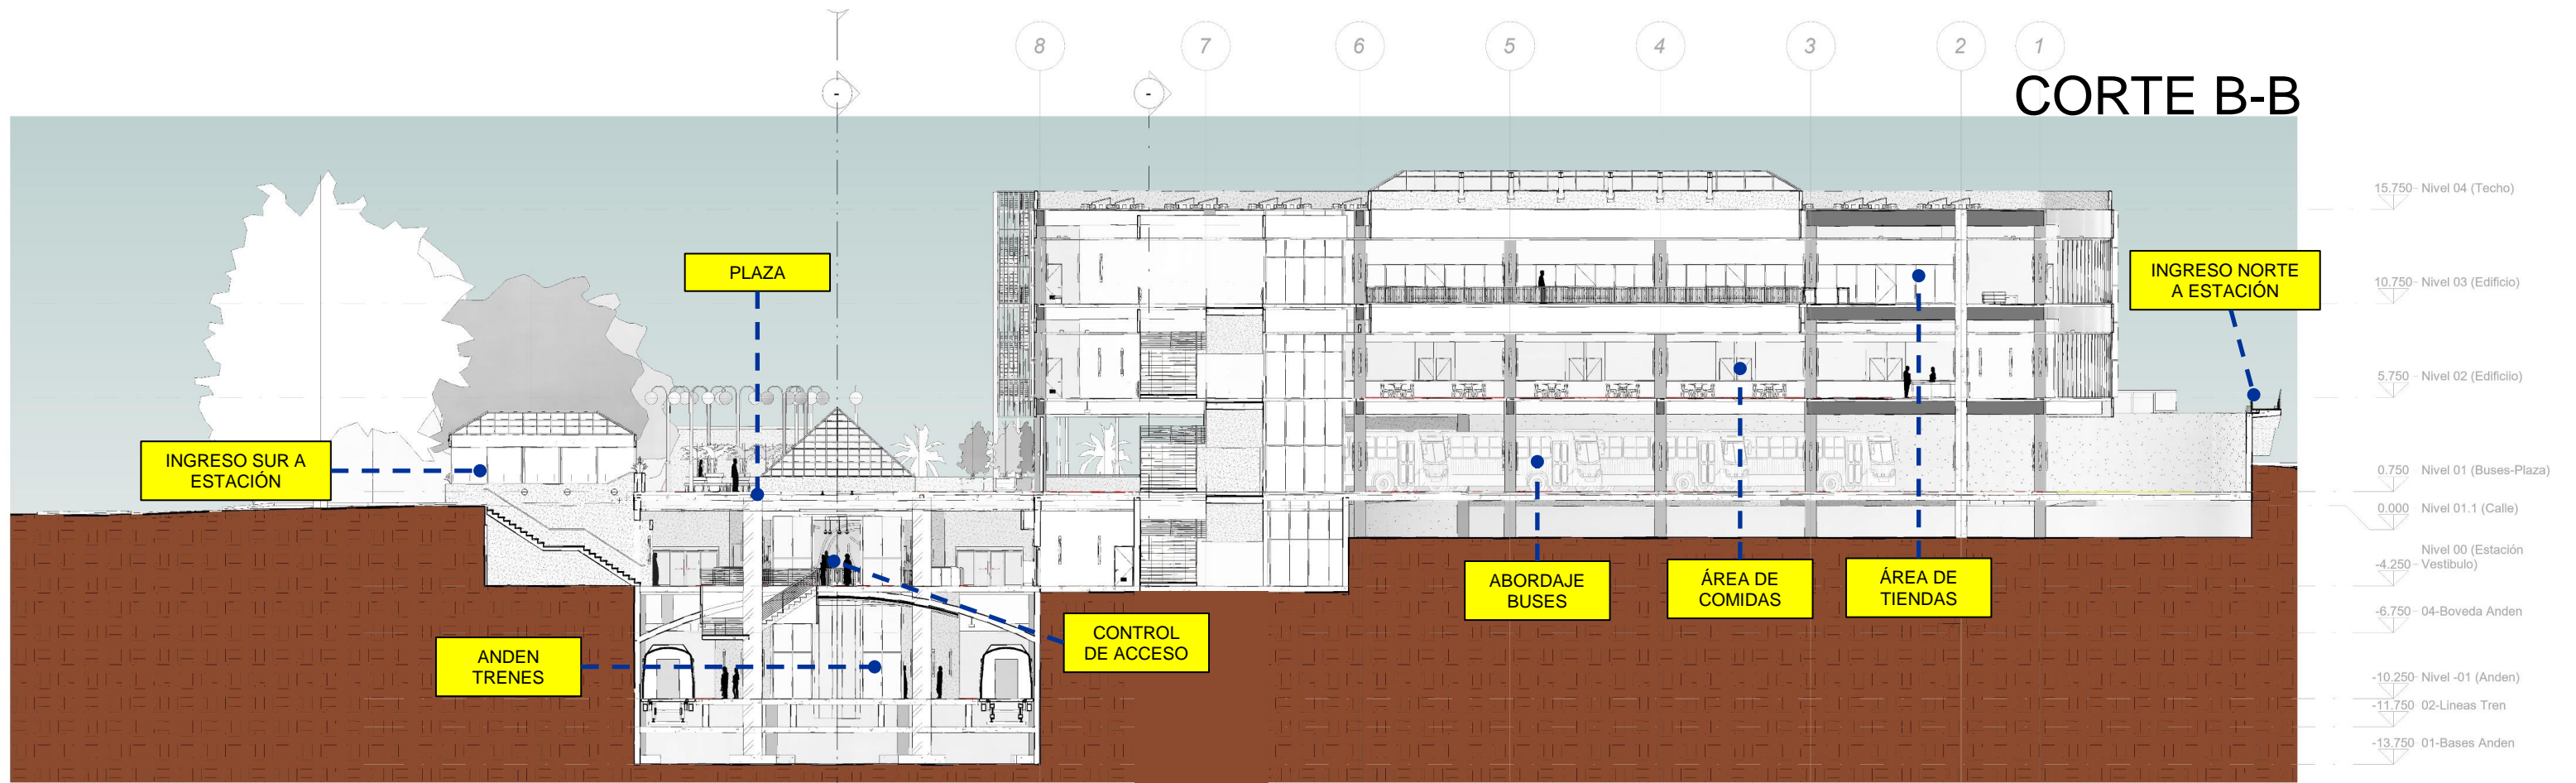 8 7 6 5 4 3 2 1
- -
CORTE B-B
15.750 Nivel 04 (Techo)
PLAZA
INGRESO NORTE
A ESTACIÓN
10.750 Nivel 03 (Edificio)
5.750 Nivel 02 (Edificiio)
INGRESO SUR A
ESTACIÓN
0.750 Nivel 01 (Buses-Plaza)
0.000 Nivel 01.1 (Calle)
Nivel 00 (Estación
-4.250 Vestibulo)
ABORDAJE
BUSES
ÁREA DE
COMIDAS
ÁREA DE
TIENDAS
-6.750 04-Boveda Anden
CONTROL
DE ACCESO
ANDEN
TRENES
-10.250 Nivel -01 (Anden)
-11.750 02-Lineas Tren
-13.750 01-Bases Anden